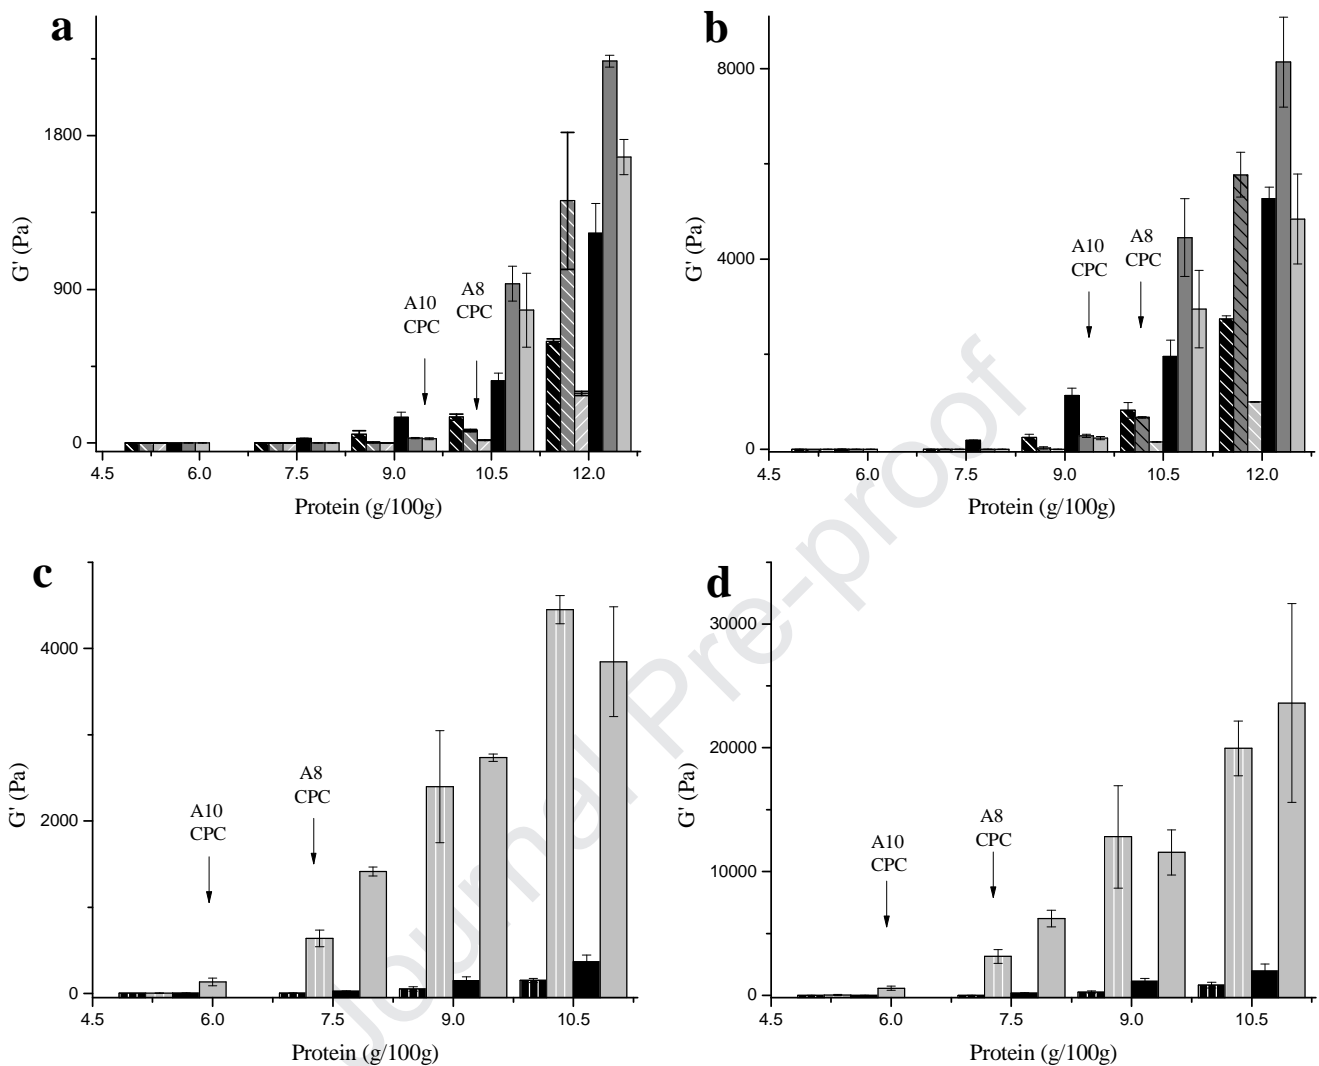 a
1800
900
0
G' (Pa)
A10
CPC
A8
CPC
4.5 6.0 7.5 9.0 10.5 12.0
Protein (g/100g)
b
8000
4000
0
G' (Pa)
A10
CPC
A8
CPC
4.5 6.0 7.5 9.0 10.5 12.0
Protein (g/100g)
c
4000
2000
0
G' (Pa)
A10
CPC
A8
CPC
4.5 6.0 7.5 9.0 10.5
Protein (g/100g)
d
30000
20000
10000
0
G' (Pa)
A10
CPC
A8
CPC
4.5 6.0 7.5 9.0 10.5
Protein (g/100g)
Journal Pre-proof